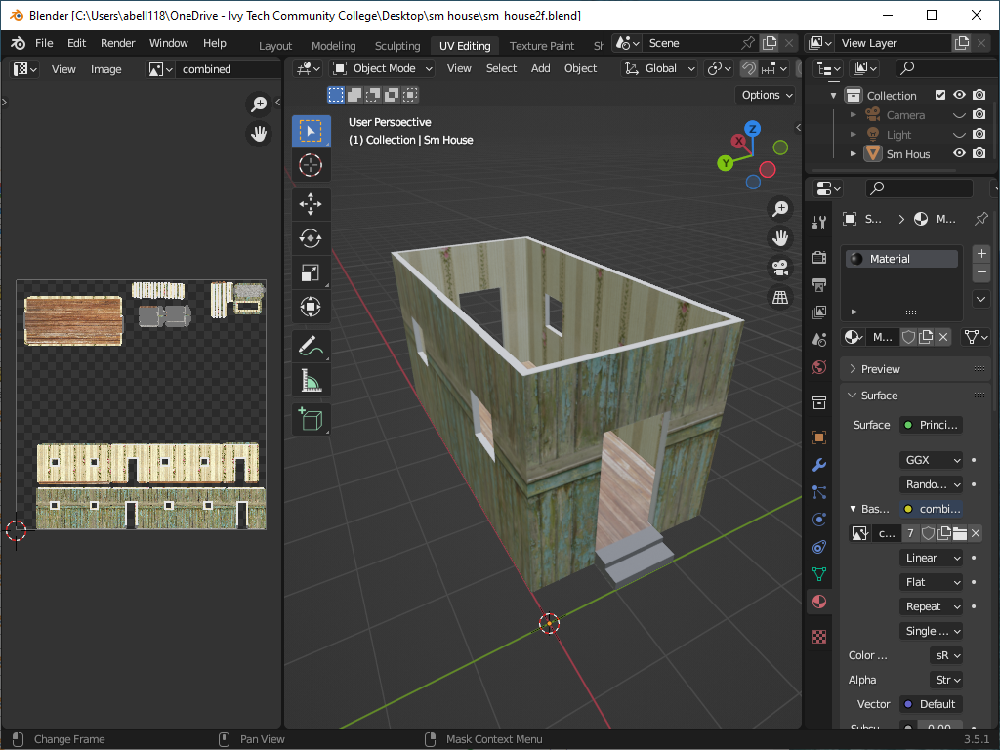 Blender [C:\Users\abell118\OneDrive - Ivy Tech Community College\Desktop\sm house\sm_house2f.blend]
File Edit Render Window Help Layout Modeling Sculpting UV Editing Texture Paint Sh Scene View Layer
View Image combined Object Mode View Select Add Object Global
Options
User Perspective
(1) Collection | Sm House
Z
X
Y
Collection
Camera
Light
Sm Hous
S... M...
Material
M...
Preview
Surface
Surface Princi...
GGX
Rando...
Bas... combi...
c... 7
Linear
Flat
Repeat
Single ...
Color ... sR
Alpha Str
Vector Default
Subsu 0.00
Change Frame Pan View Mask Context Menu 3.5.1